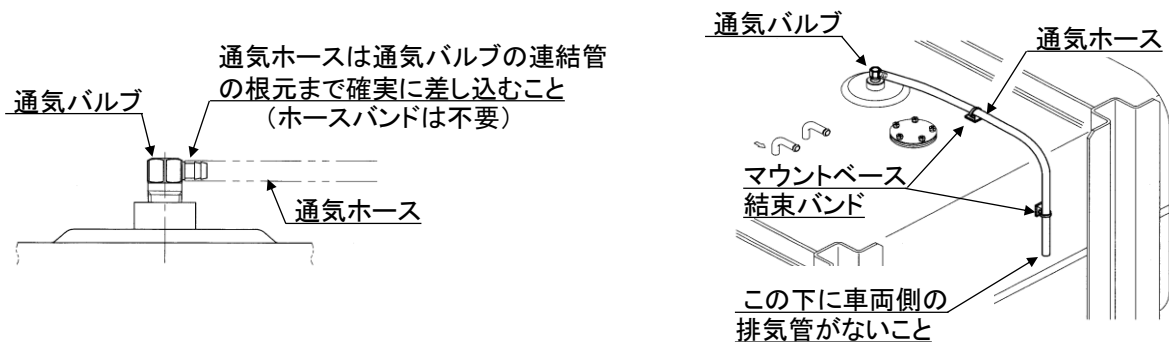 通気ホースは通気バルブの連結管
の根元まで確実に差し込むこと
（ホースバンドは不要）
通気バルブ
通気ホース
通気バルブ
通気ホース
マウントベース
結束バンド
この下に車両側の
排気管がないこと